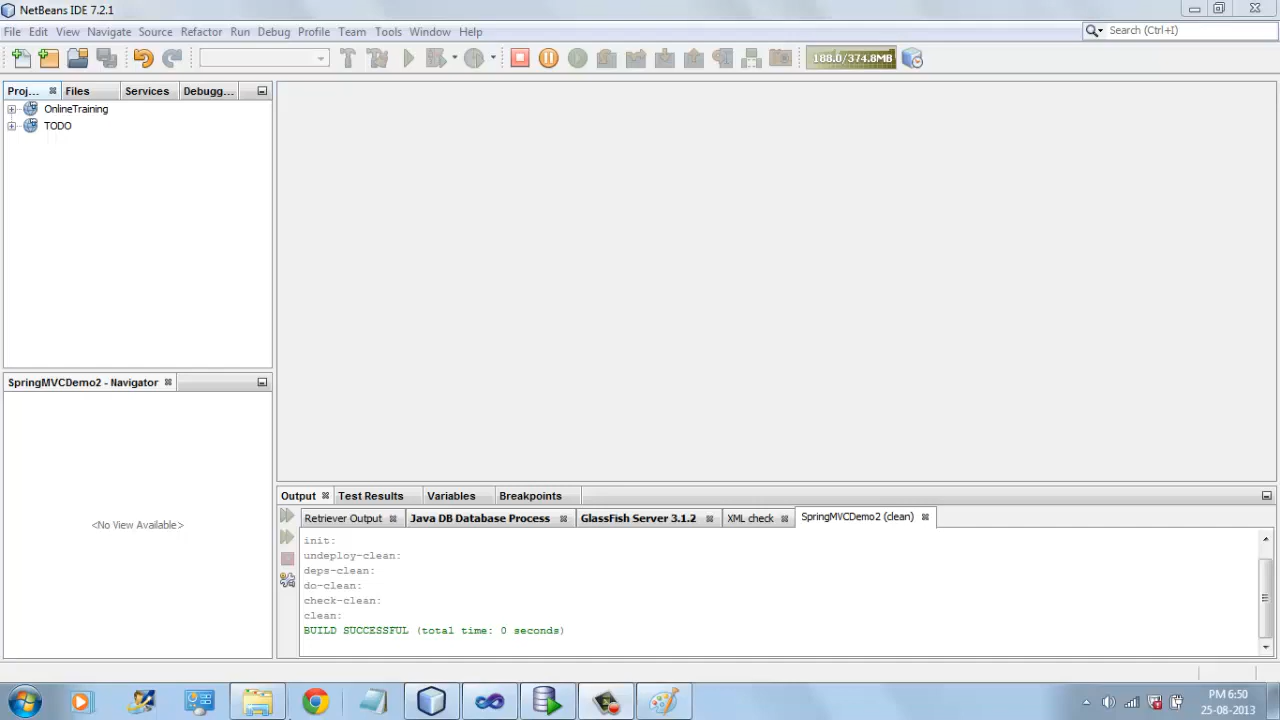 NetBeans IDE 7.2.1
File Edit View Navigate Source Refactor Run Debug Profile Team Tools Window Help
Search (Ctrl+I)
188.0/374.8MB
Proj... Files Services Debugg...
OnlineTraining
TODO
SpringMVCDemo2 - Navigator
<No View Available>
Output Test Results Variables Breakpoints
Retriever Output Java DB Database Process GlassFish Server 3.1.2 XML check SpringMVCDemo2 (clean)
init:
undeploy-clean:
deps-clean:
do-clean:
check-clean:
clean:
BUILD SUCCESSFUL (total time: 0 seconds)
PM 6:50
25-08-2013